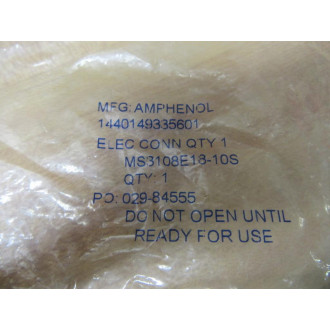 MFG: AMPHENOL
1440149335601
ELEC CONN QTY 1
MS3108E18-10S
QTY: 1
PO: 029-84555
DO NOT OPEN UNTIL
READY FOR USE